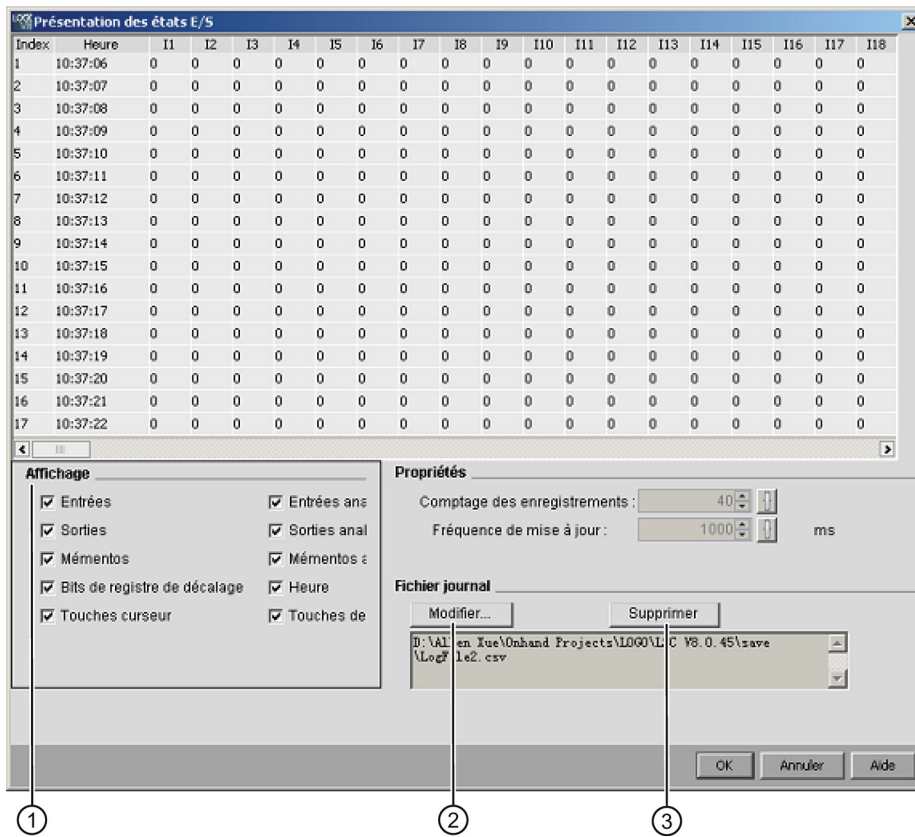 Présentation des états E/S
Index Heure I1 I2 I3 I4 I5 I6 I7 I8 I9 I10 I11 I12 I13 I14 I15 I16 I17 I18
1 10:37:06 0 0 0 0 0 0 0 0 0 0 0 0 0 0 0 0 0 0
2 10:37:07 0 0 0 0 0 0 0 0 0 0 0 0 0 0 0 0 0 0
3 10:37:08 0 0 0 0 0 0 0 0 0 0 0 0 0 0 0 0 0 0
4 10:37:09 0 0 0 0 0 0 0 0 0 0 0 0 0 0 0 0 0 0
5 10:37:10 0 0 0 0 0 0 0 0 0 0 0 0 0 0 0 0 0 0
6 10:37:11 0 0 0 0 0 0 0 0 0 0 0 0 0 0 0 0 0 0
7 10:37:12 0 0 0 0 0 0 0 0 0 0 0 0 0 0 0 0 0 0
8 10:37:13 0 0 0 0 0 0 0 0 0 0 0 0 0 0 0 0 0 0
9 10:37:14 0 0 0 0 0 0 0 0 0 0 0 0 0 0 0 0 0 0
10 10:37:15 0 0 0 0 0 0 0 0 0 0 0 0 0 0 0 0 0 0
11 10:37:16 0 0 0 0 0 0 0 0 0 0 0 0 0 0 0 0 0 0
12 10:37:17 0 0 0 0 0 0 0 0 0 0 0 0 0 0 0 0 0 0
13 10:37:18 0 0 0 0 0 0 0 0 0 0 0 0 0 0 0 0 0 0
14 10:37:19 0 0 0 0 0 0 0 0 0 0 0 0 0 0 0 0 0 0
15 10:37:20 0 0 0 0 0 0 0 0 0 0 0 0 0 0 0 0 0 0
16 10:37:21 0 0 0 0 0 0 0 0 0 0 0 0 0 0 0 0 0 0
17 10:37:22 0 0 0 0 0 0 0 0 0 0 0 0 0 0 0 0 0 0
Affichage
Entrées Entrées ana
Sorties Sorties anal
Mémentos Mémentos a
Bits de registre de décalage Heure
Touches curseur Touches de
Propriétés
Comptage des enregistrements : 40
Fréquence de mise à jour : 1000 ms
Fichier journal
Modifier... Supprimer
Xue\Onhand Projects\LOGO\
V8.0.45\save
OK Annuler Aide
1 2 3